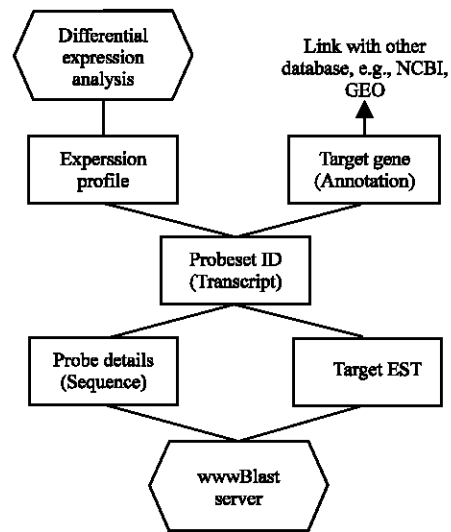 Differential
expression
analysis
Link with other
database, e.g., NCBI,
GEO
Experssion
profile
Target gene
(Annotation)
Probeset ID
(Transcript)
Probe details
(Sequence)
Target EST
wwwBlast
server